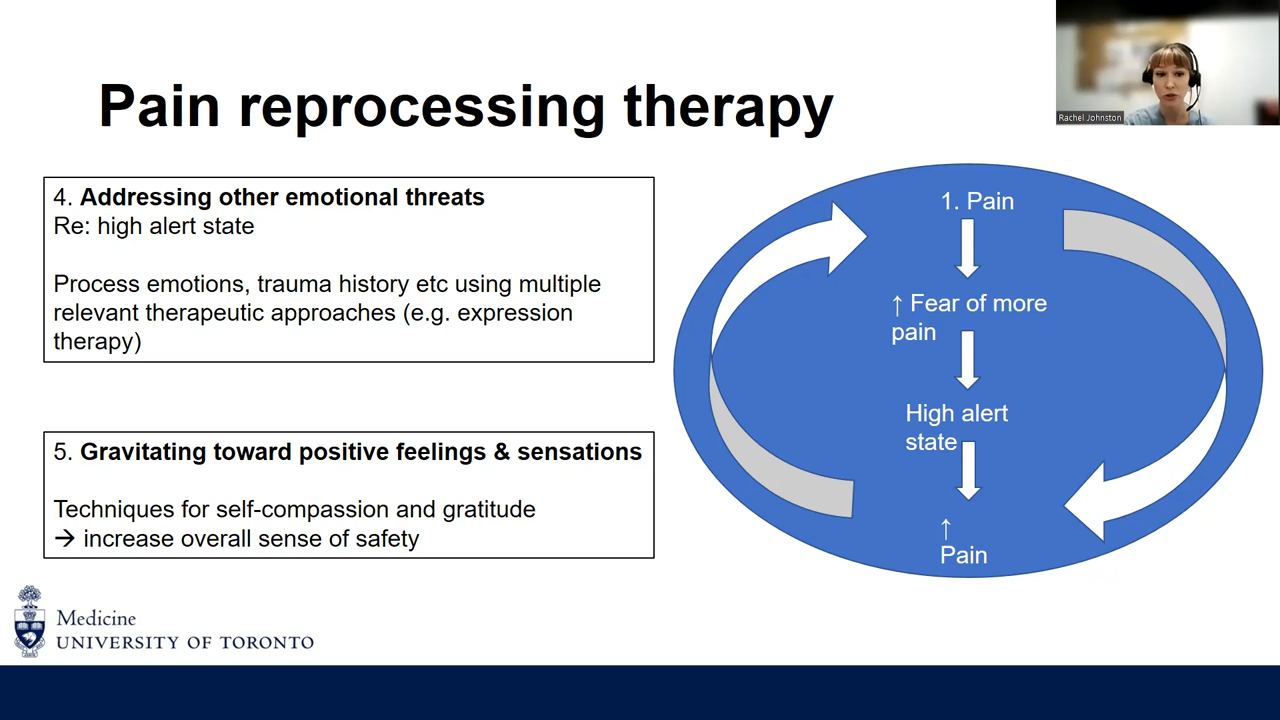 Pain reprocessing therapy
Rachel Johnston
4. Addressing other emotional threats
Re: high alert state
Process emotions, trauma history etc using multiple
relevant therapeutic approaches (e.g. expression
therapy)
5. Gravitating toward positive feelings & sensations
Techniques for self-compassion and gratitude
→ increase overall sense of safety
1. Pain
↑ Fear of more
pain
High alert
state
↑
Pain
Medicine
UNIVERSITY OF TORONTO